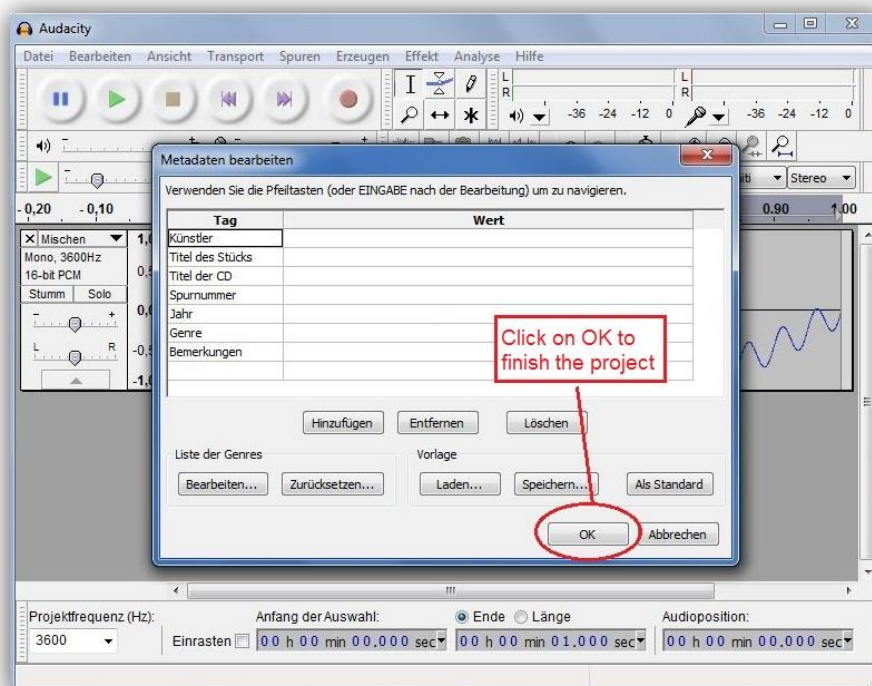 Audacity
Datei Bearbeiten Ansicht Transport Spuren Erzeugen Effekt Analyse Hilfe
L
R
L
R
-36 -24 -12 0
-36 -24 -12 0
Stereo
-0,20 -0,10
0.90 1,00
Metadaten bearbeiten
Verwenden Sie die Pfeiltasten (oder EINGABE nach der Bearbeitung) um zu navigieren.
Tag Wert
Künstler
Titel des Stücks
Titel der CD
Spurnummer
Jahr
Genre
Bemerkungen
Click on OK to
finish the project
Hinzufügen Entfernen Löschen
Liste der Genres Vorlage
Bearbeiten... Zurücksetzen... Laden... Speichern... Als Standard
OK Abbrechen
X Mischen
Mono, 3600Hz
16-bit PCM
Stumm Solo
- +
L R
Projektfrequenz (Hz): Anfang der Auswahl: Ende Länge Audioposition:
3600 Einrasten 00 h 00 min 00.000 sec 00 h 00 min 01.000 sec 00 h 00 min 00.000 sec